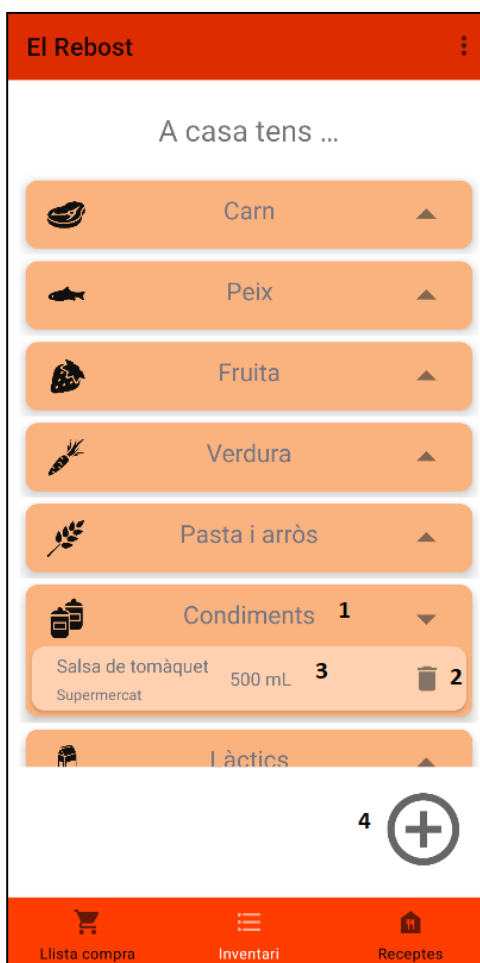 El Rebost
A casa tens ...
Carn
Peix
Fruita
Verdura
Pasta i arròs
Condiments 1
Salsa de tomàquet 500 mL 3 2
Supermercat
Làctics
4
Llista compra Inventari Receptes